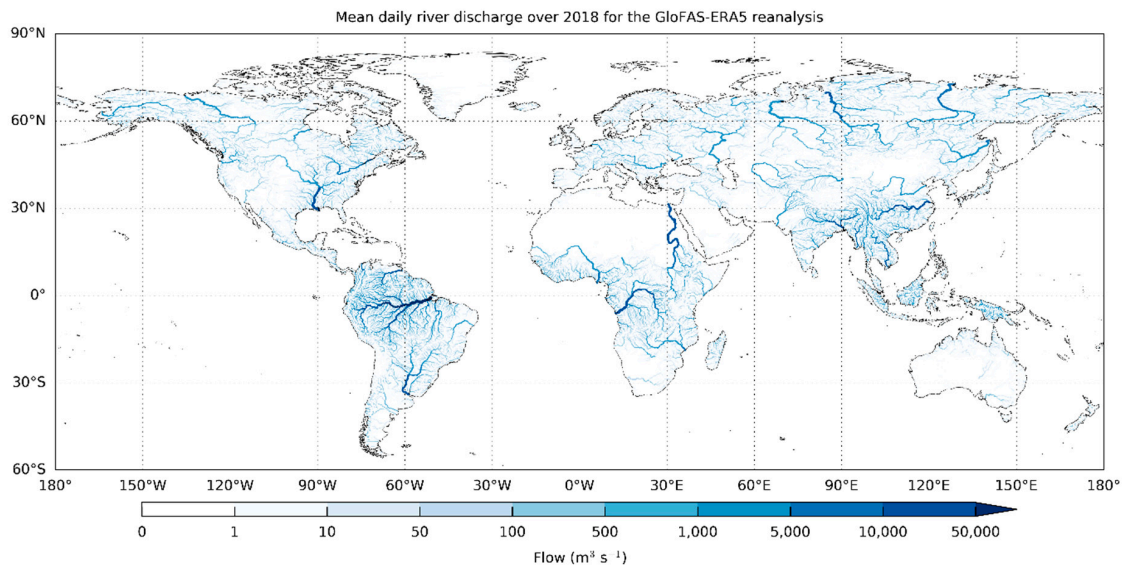 Mean daily river discharge over 2018 for the GloFAS-ERA5 reanalysis
90°N
60°N
30°N
0°
30°S
60°S
180° 150°W 120°W 90°W 60°W 30°W 0°W 30°E 60°E 90°E 120°E 150°E 180°
0 1 10 50 100 500 1,000 5,000 10,000 50,000
Flow (m³ s⁻¹)